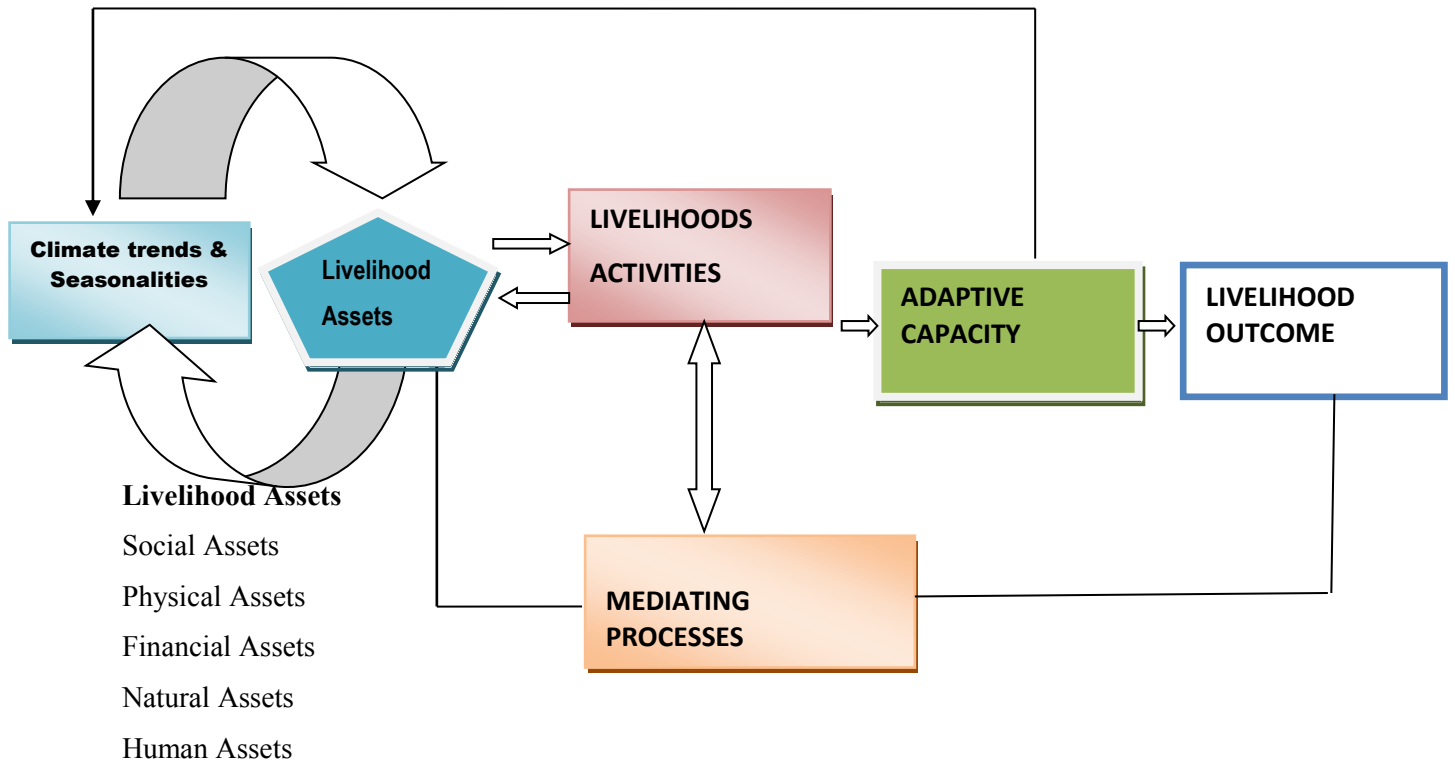 Climate trends &
Seasonalities
Livelihood
Assets
LIVELIHOODS
ACTIVITIES
ADAPTIVE
CAPACITY
LIVELIHOOD
OUTCOME
MEDIATING
PROCESSES
Livelihood Assets
Social Assets
Physical Assets
Financial Assets
Natural Assets
Human Assets